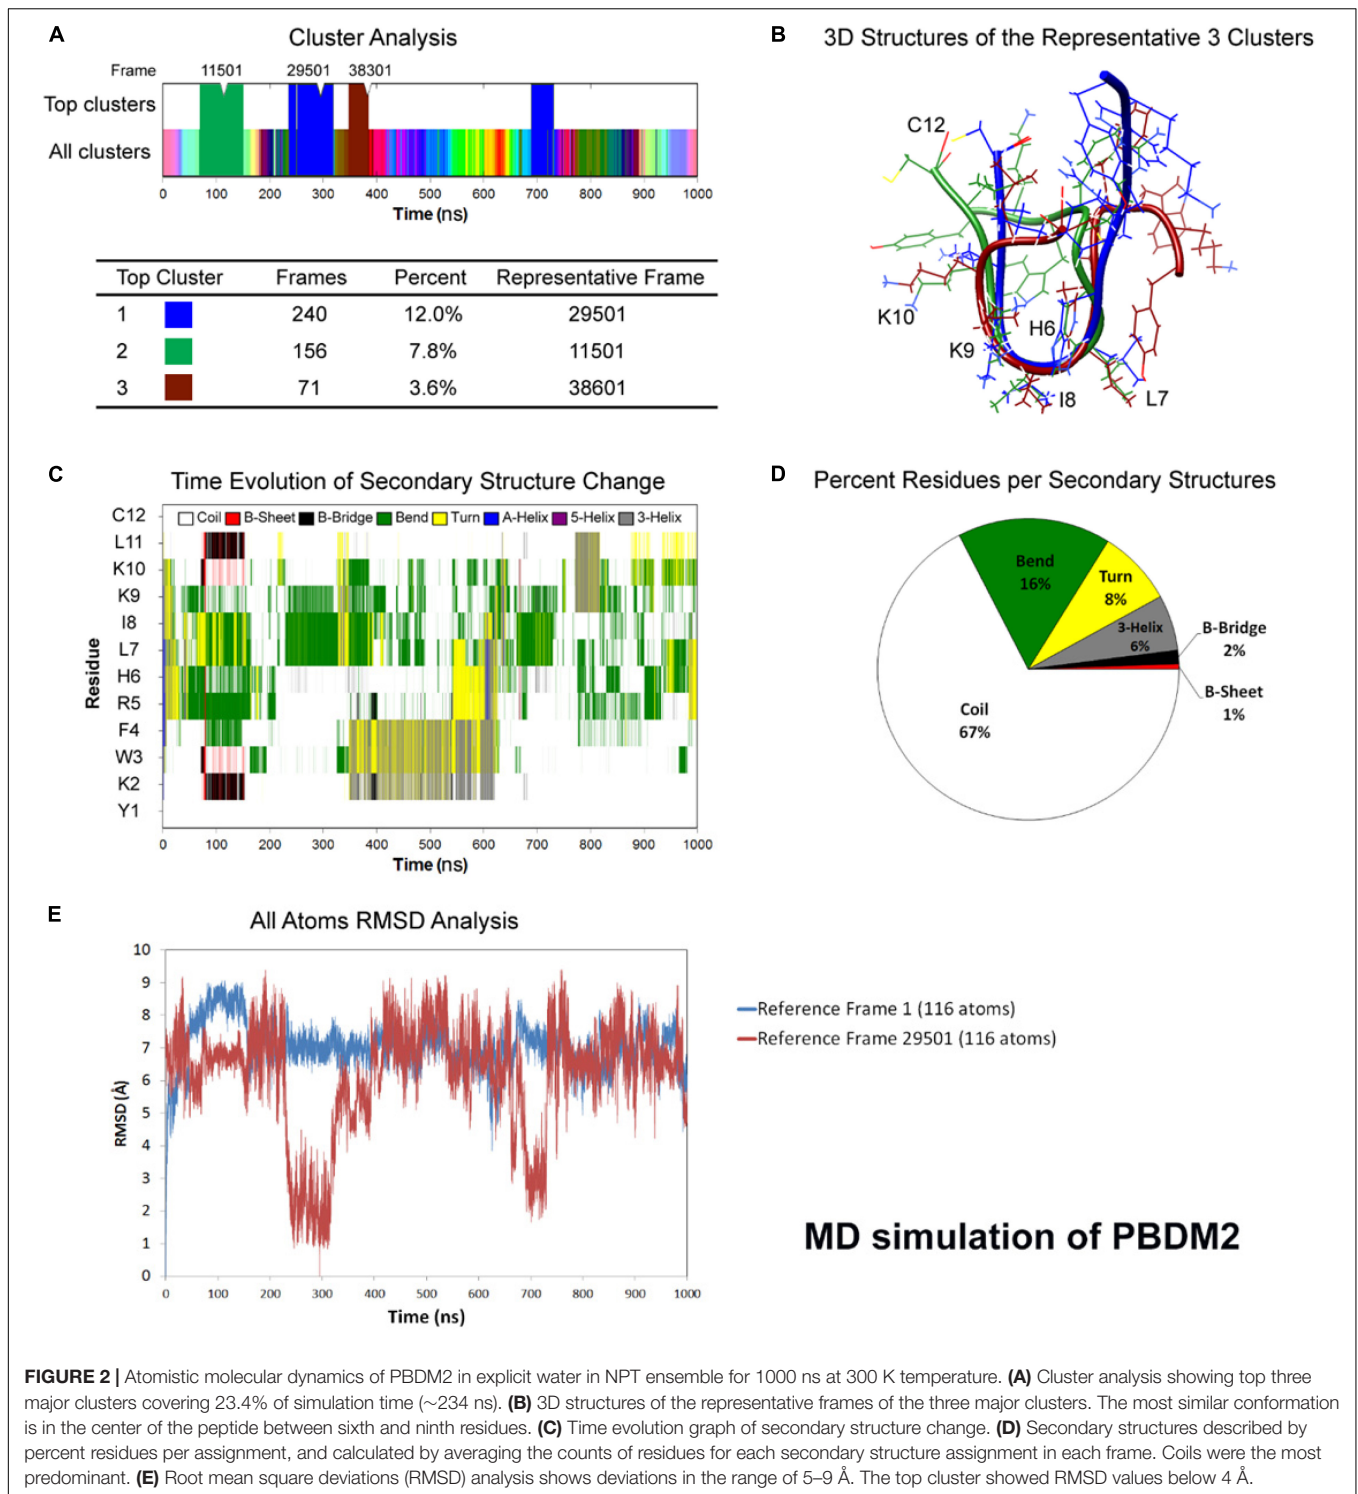 A
Cluster Analysis
Frame 11501 29501 38301
Top clusters
All clusters
0 100 200 300 400 500 600 700 800 900 1000
Time (ns)
Top Cluster Frames Percent Representative Frame
1 240 12.0% 29501
2 156 7.8% 11501
3 71 3.6% 38601
B
3D Structures of the Representative 3 Clusters
C12
K10
K9
H6
I8
L7
C
Time Evolution of Secondary Structure Change
Coil B-Sheet B-Bridge Bend Turn A-Helix 5-Helix 3-Helix
Residue
C12
L11
K10
K9
I8
L7
H6
R5
F4
W3
K2
Y1
0 100 200 300 400 500 600 700 800 900 1000
Time (ns)
D
Percent Residues per Secondary Structures
Bend
16%
Turn
8%
3-Helix
6%
B-Bridge
2%
B-Sheet
1%
Coil
67%
E
All Atoms RMSD Analysis
RMSD (Å)
10
9
8
7
6
5
4
3
2
1
0
0 100 200 300 400 500 600 700 800 900 1000
Time (ns)
Reference Frame 1 (116 atoms)
Reference Frame 29501 (116 atoms)
MD simulation of PBDM2
FIGURE 2 | Atomistic molecular dynamics of PBDM2 in explicit water in NPT ensemble for 1000 ns at 300 K temperature. (A) Cluster analysis showing top three
major clusters covering 23.4% of simulation time (∼234 ns). (B) 3D structures of the representative frames of the three major clusters. The most similar conformation
is in the center of the peptide between sixth and ninth residues. (C) Time evolution graph of secondary structure change. (D) Secondary structures described by
percent residues per assignment, and calculated by averaging the counts of residues for each secondary structure assignment in each frame. Coils were the most
predominant. (E) Root mean square deviations (RMSD) analysis shows deviations in the range of 5–9 Å. The top cluster showed RMSD values below 4 Å.